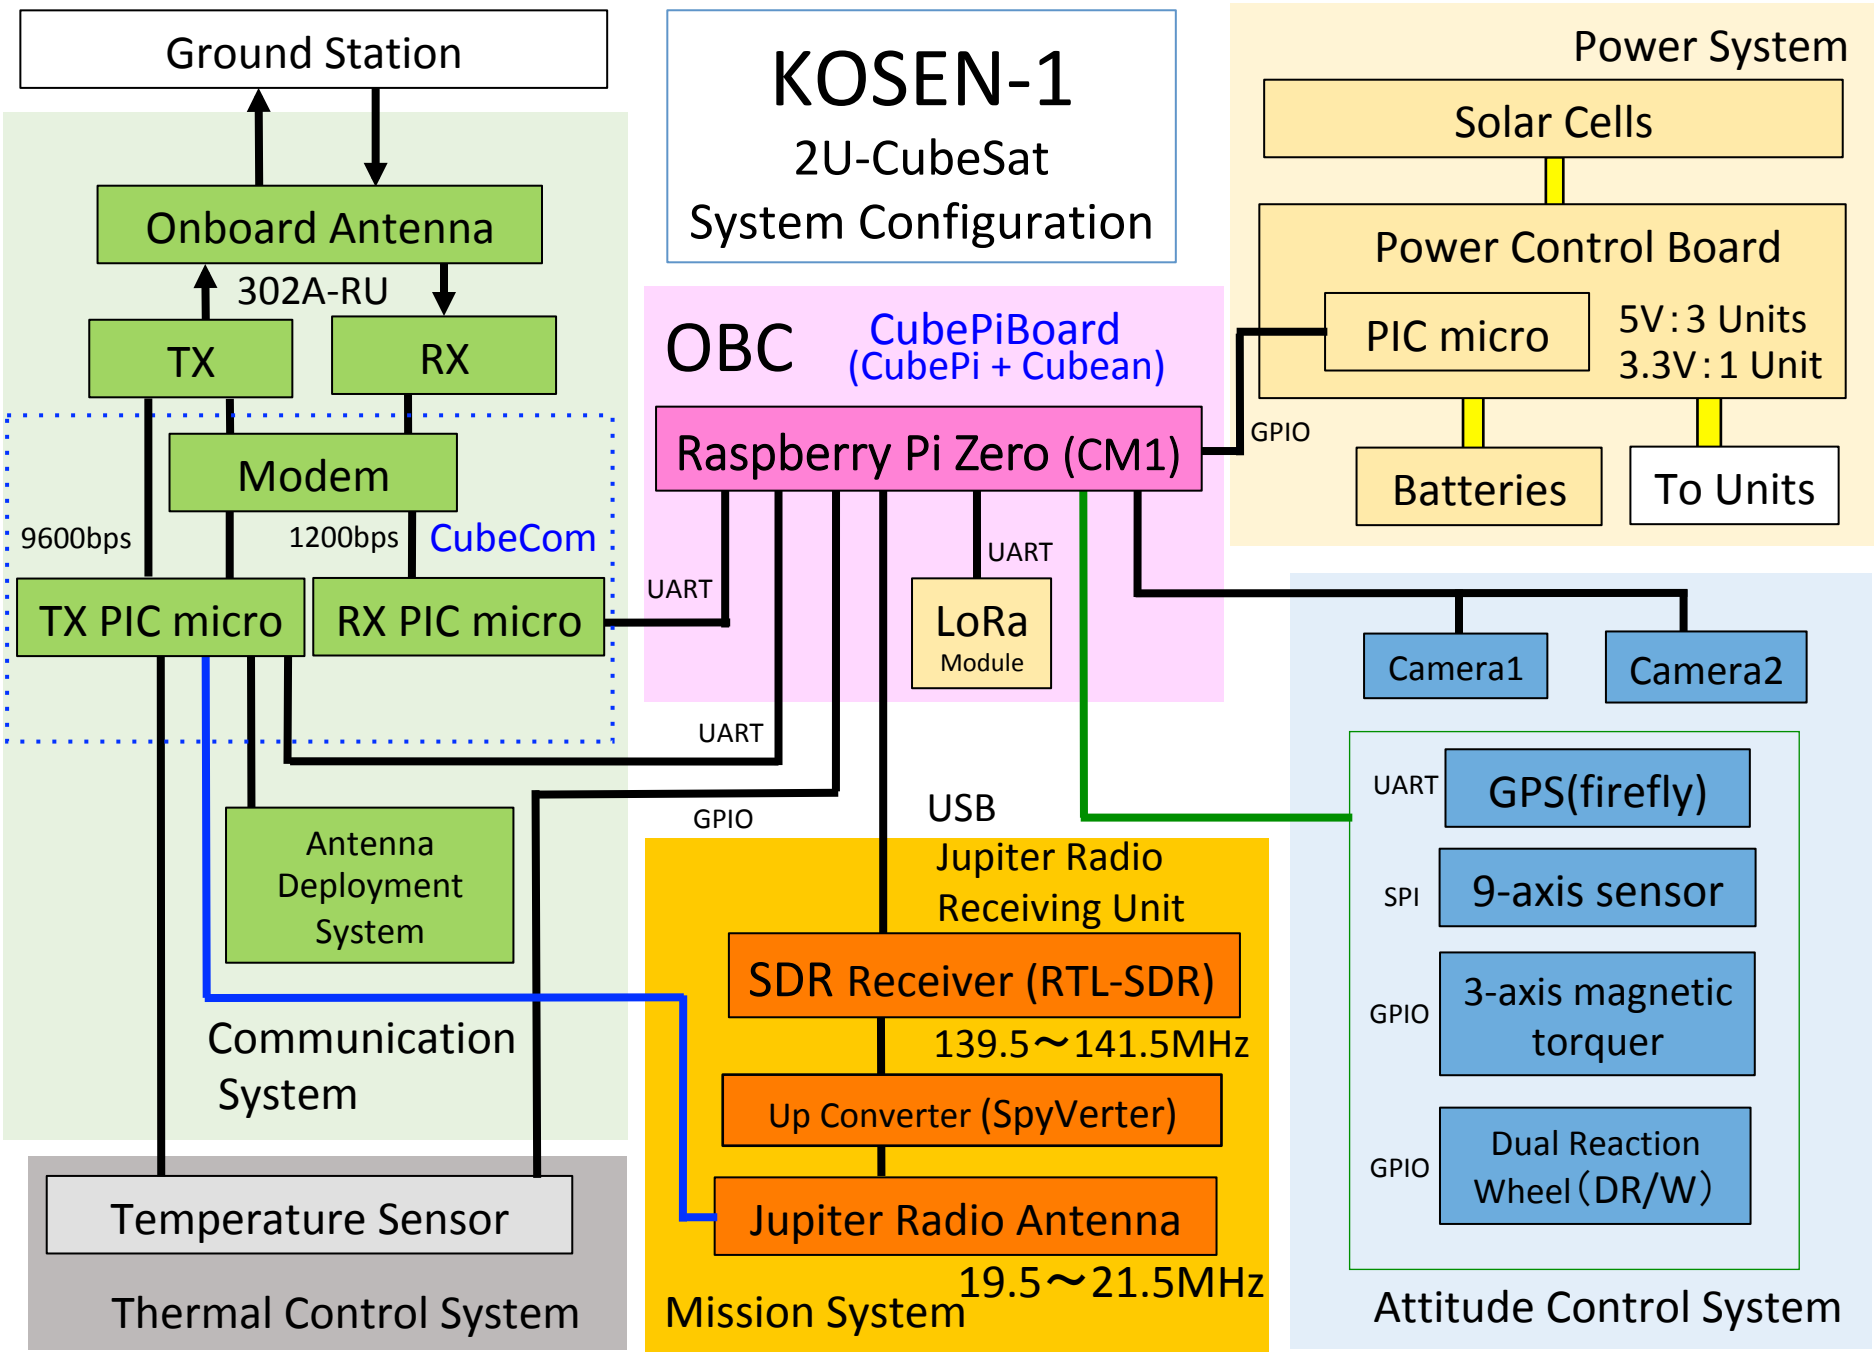 Ground Station
KOSEN-1
2U-CubeSat
System Configuration
Power System
Solar Cells
Power Control Board
PIC micro
5V：3 Units
3.3V：1 Unit
Batteries
To Units
GPIO
Onboard Antenna
302A-RU
TX
RX
Modem
9600bps
1200bps
CubeCom
TX PIC micro
RX PIC micro
Antenna
Deployment
System
Communication
System
OBC
CubePiBoard
(CubePi + Cubean)
Raspberry Pi Zero (CM1)
UART
UART
LoRa
Module
UART
GPIO
USB
Jupiter Radio
Receiving Unit
SDR Receiver (RTL-SDR)
139.5～141.5MHz
Up Converter (SpyVerter)
Jupiter Radio Antenna
19.5～21.5MHz
Mission System
Temperature Sensor
Thermal Control System
Camera1
Camera2
UART
GPS(firefly)
SPI
9-axis sensor
GPIO
3-axis magnetic
torquer
GPIO
Dual Reaction
Wheel（DR/W）
Attitude Control System